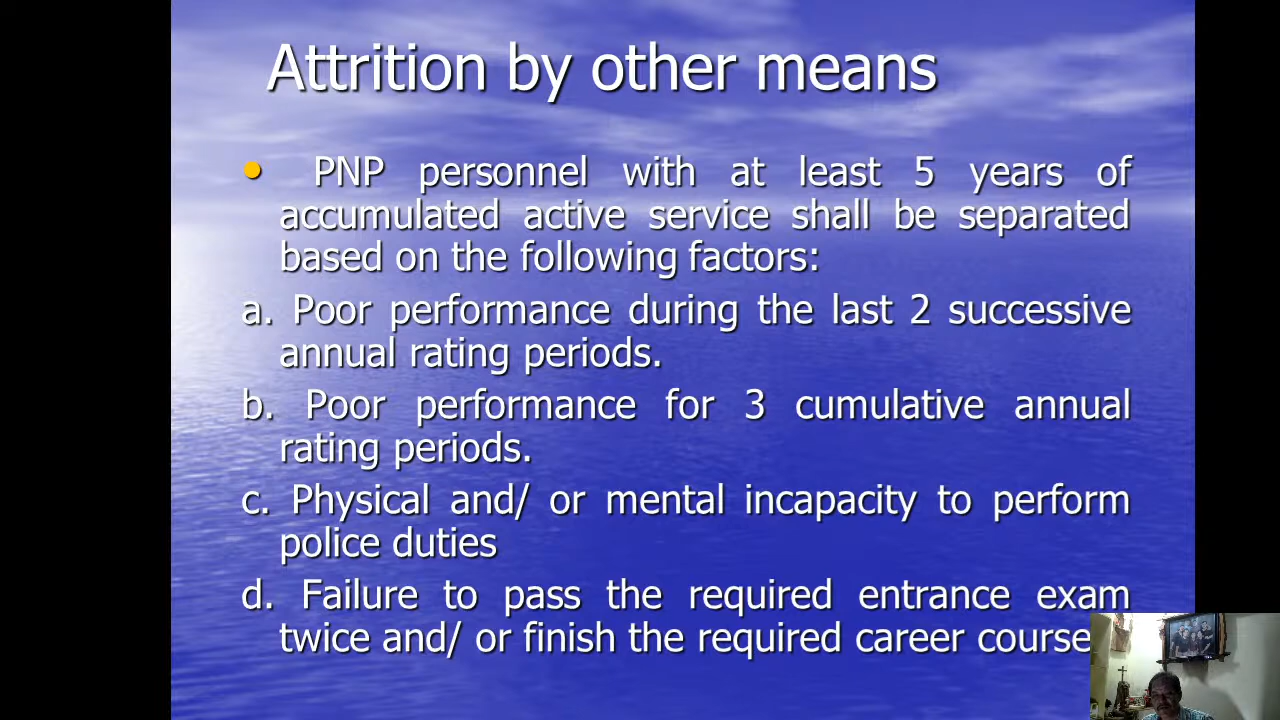 Attrition by other means
• PNP personnel with at least 5 years of
accumulated active service shall be separated
based on the following factors:
a. Poor performance during the last 2 successive
annual rating periods.
b. Poor performance for 3 cumulative annual
rating periods.
c. Physical and/ or mental incapacity to perform
police duties
d. Failure to pass the required entrance exam
twice and/ or finish the required career course